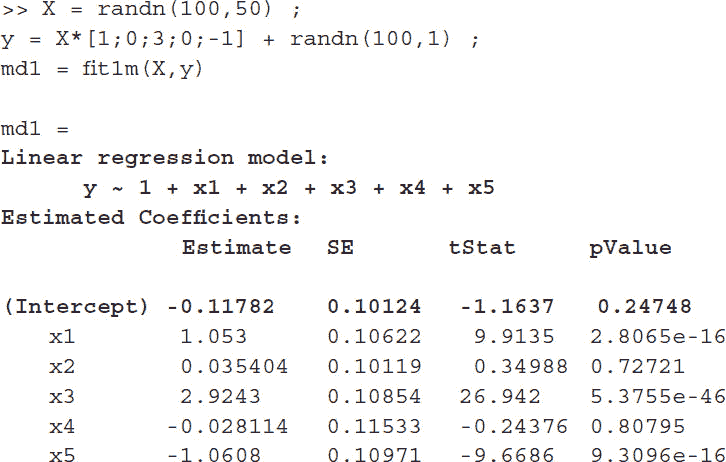 >> X = randn(100,50) ;
y = X*[1;0;3;0;-1] + randn(100,1) ;
md1 = fit1m(X,y)
md1 =
Linear regression model:
y ~ 1 + x1 + x2 + x3 + x4 + x5
Estimated Coefficients:
Estimate SE tStat pValue
(Intercept) -0.11782 0.10124 -1.1637 0.24748
x1 1.053 0.10622 9.9135 2.8065e-16
x2 0.035404 0.10119 0.34988 0.72721
x3 2.9243 0.10854 26.942 5.3755e-46
x4 -0.028114 0.11533 -0.24376 0.80795
x5 -1.0608 0.10971 -9.6686 9.3096e-16